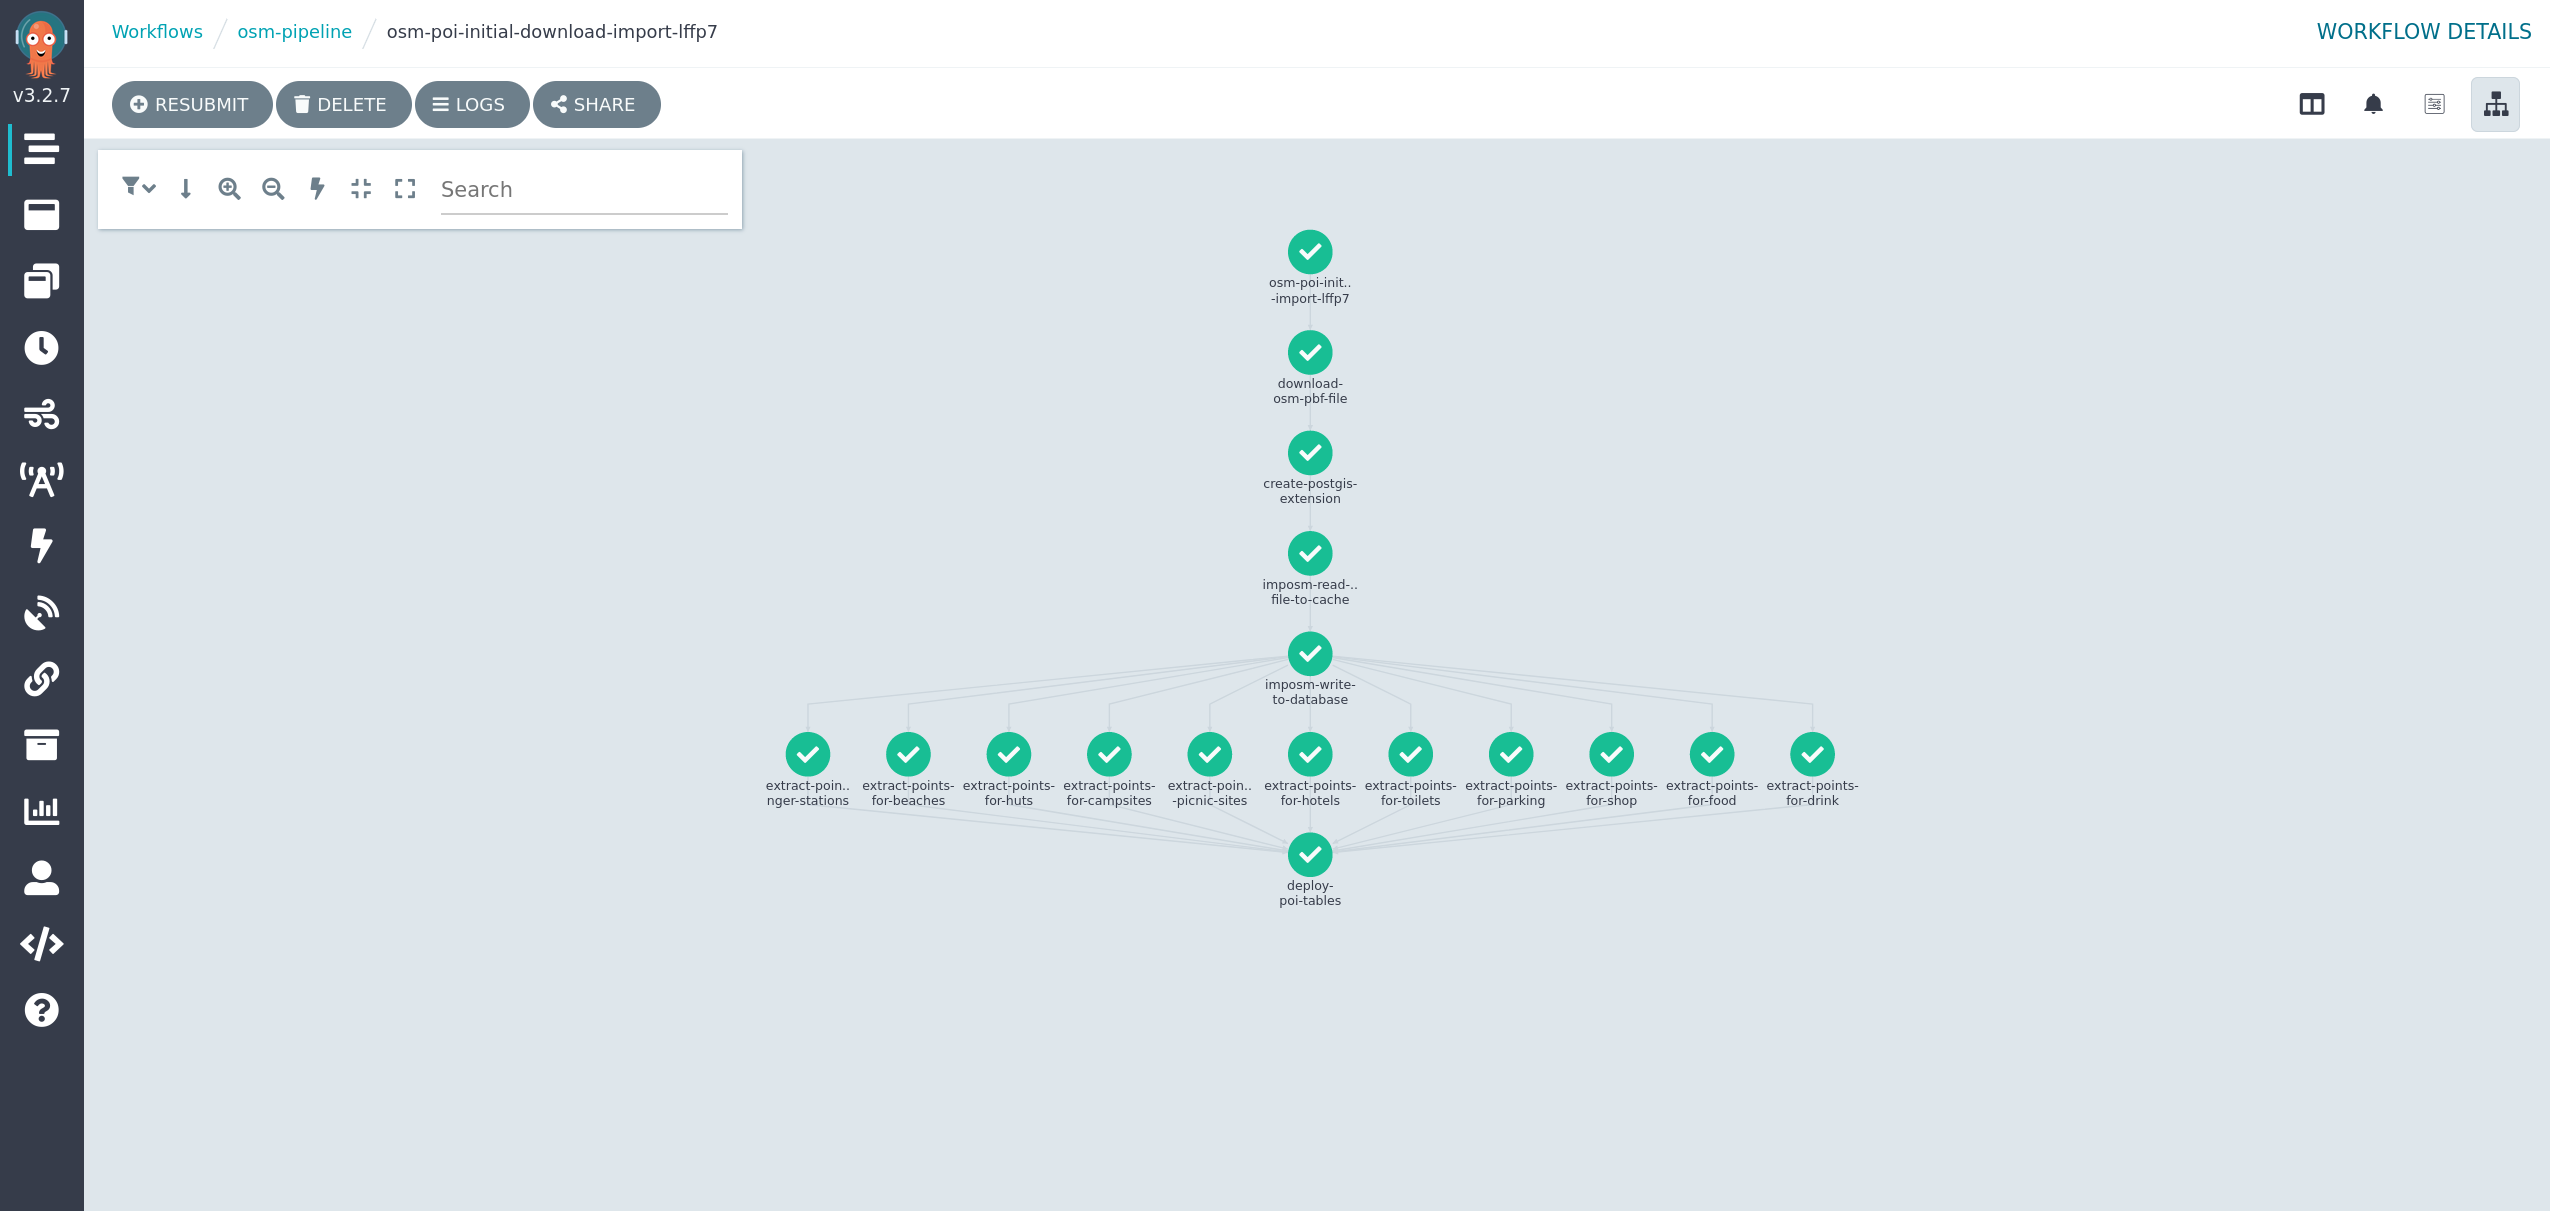 Workflows / osm-pipeline / osm-poi-initial-download-import-lffp7
WORKFLOW DETAILS
v3.2.7
RESUBMIT DELETE LOGS SHARE
Search
osm-poi-init..
-import-lffp7
download-
osm-pbf-file
create-postgis-
extension
imposm-read-..
file-to-cache
imposm-write-
to-database
extract-poin..
nger-stations
extract-points-
for-beaches
extract-points-
for-huts
extract-points-
for-campsites
extract-poin..
-picnic-sites
extract-points-
for-hotels
extract-points-
for-toilets
extract-points-
for-parking
extract-points-
for-shop
extract-points-
for-food
extract-points-
for-drink
deploy-
poi-tables